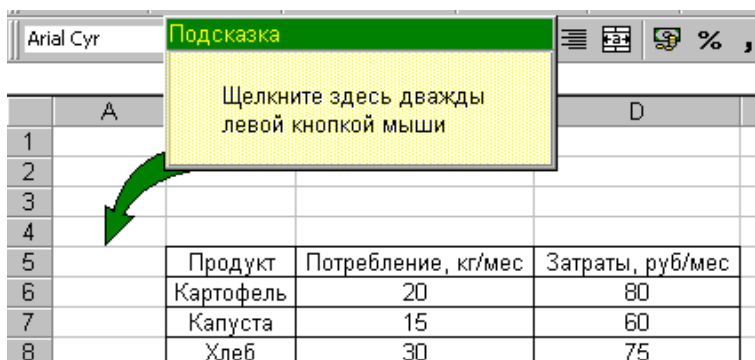 Arial Cyr
Подсказка
a
%
,
Щелкните здесь дважды
левой кнопкой мыши
A
D
1
2
3
4
5 Продукт Потребление, кг/мес Затраты, руб/мес
6 Картофель 20 80
7 Капуста 15 60
8 Хлеб 30 75